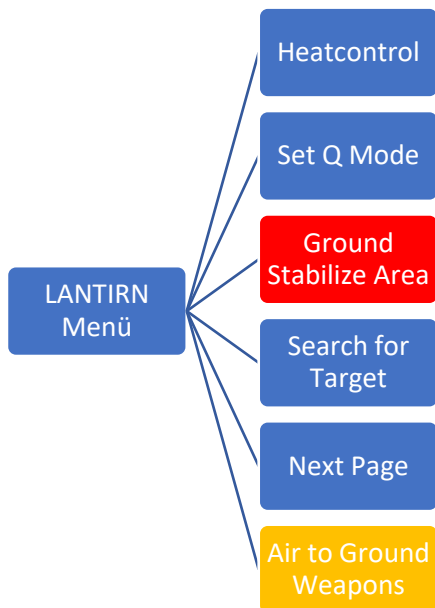 Heatcontrol
Set Q Mode
Ground
Stabilize Area
LANTIRN
Menü
Search for
Target
Next Page
Air to Ground
Weapons